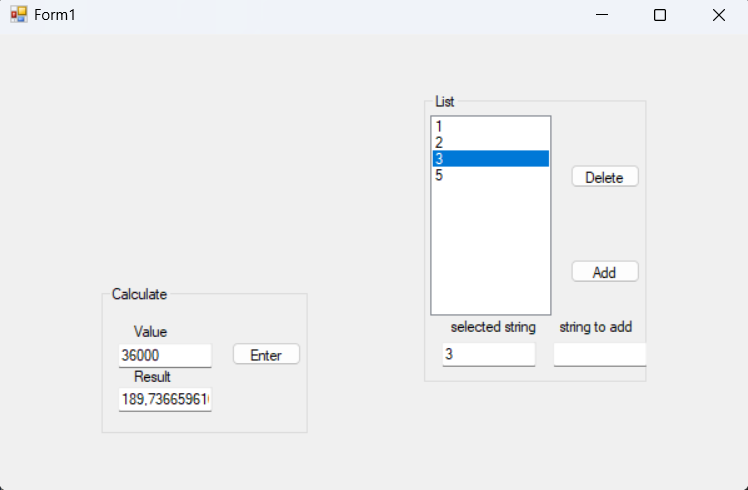 Form1
List
1
2
3
5
Delete
Add
selected string
string to add
3
Calculate
Value
36000
Enter
Result
189,736659610